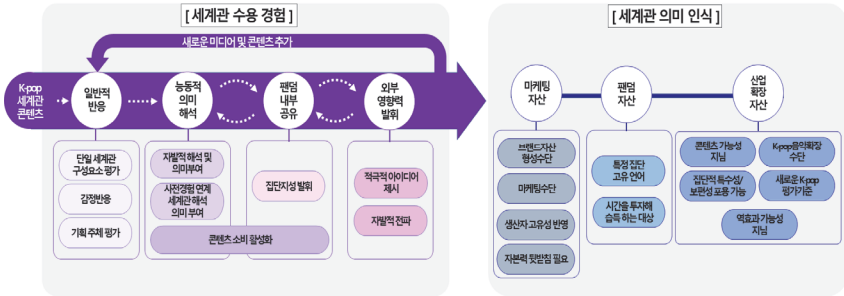 [ 세계관 수용 경험 ]
새로운 미디어 및 콘텐츠 추가
K-pop
세계관
콘텐츠
일반적
반응
능동적
의미
해석
팬덤
내부
공유
외부
영향력
발휘
단일 세계관
구성요소 평가
감정반응
기획 주체 평가
자발적 해석 및
의미부여
사전경험 연계
세계관 해석
의미 부여
콘텐츠 소비 활성화
집단지성 발휘
적극적 아이디어
제시
자발적 전파
[ 세계관 의미 인식 ]
마케팅
자산
팬덤
자산
산업
확장
자산
브랜드자산
형성수단
마케팅수단
생산자 고유성 반영
자본력 뒷받침 필요
특정 집단
고유 언어
시간을 투자해
습득 하는 대상
콘텐츠 가능성
지님
K-pop음악확장
수단
집단적 특수성/
보편성 포용 가능
새로운 K-pop
평가기준
역효과 가능성
지님